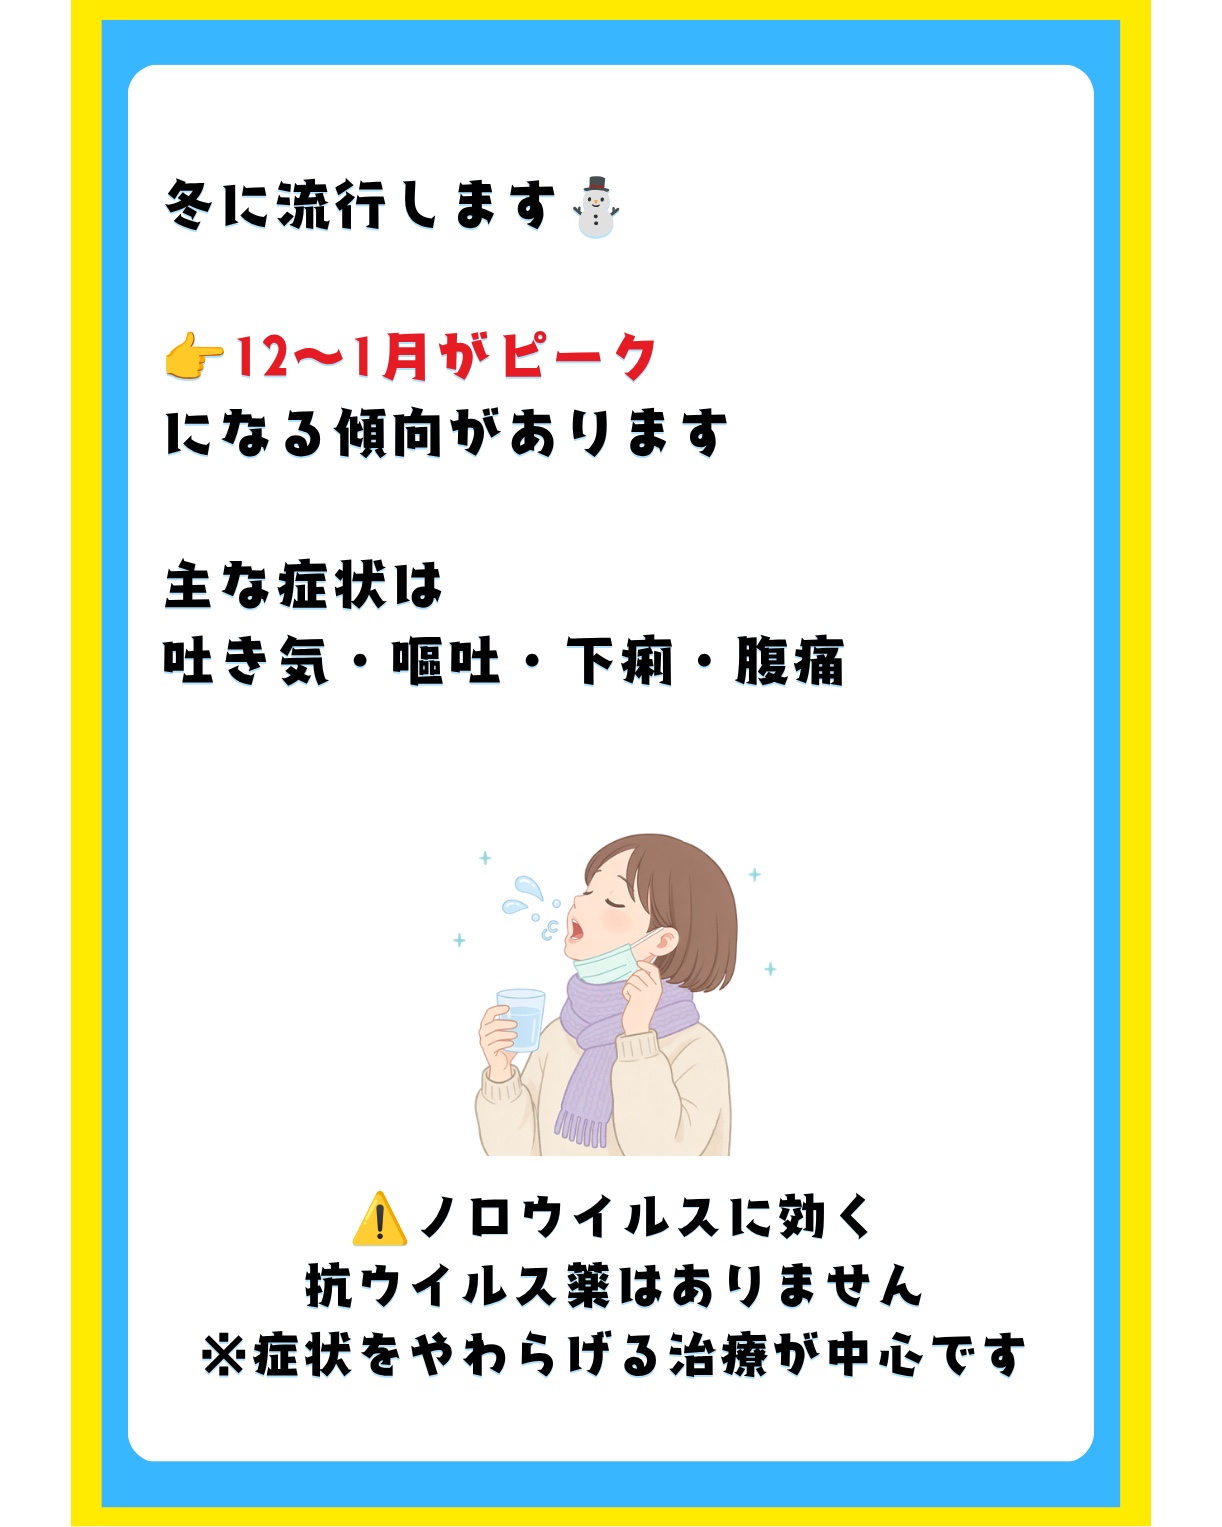 冬に流行します⛄
👉12〜1月がピーク
になる傾向があります
主な症状は
吐き気・嘔吐・下痢・腹痛
⚠️ノロウイルスに効く
抗ウイルス薬はありません
※症状をやわらげる治療が中心です